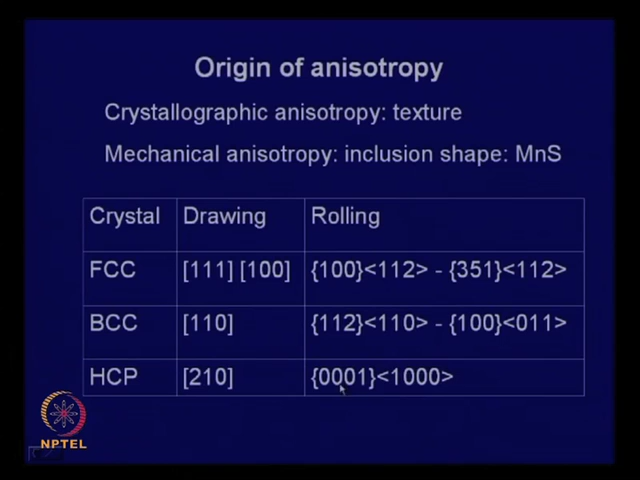 Origin of anisotropy
Crystallographic anisotropy: texture
Mechanical anisotropy: inclusion shape: MnS
Crystal Drawing Rolling
FCC [111] [100] {100}<112> - {351}<112>
BCC [110] {112}<110> - {100}<011>
HCP [210] {0001}<1000>
NPTEL